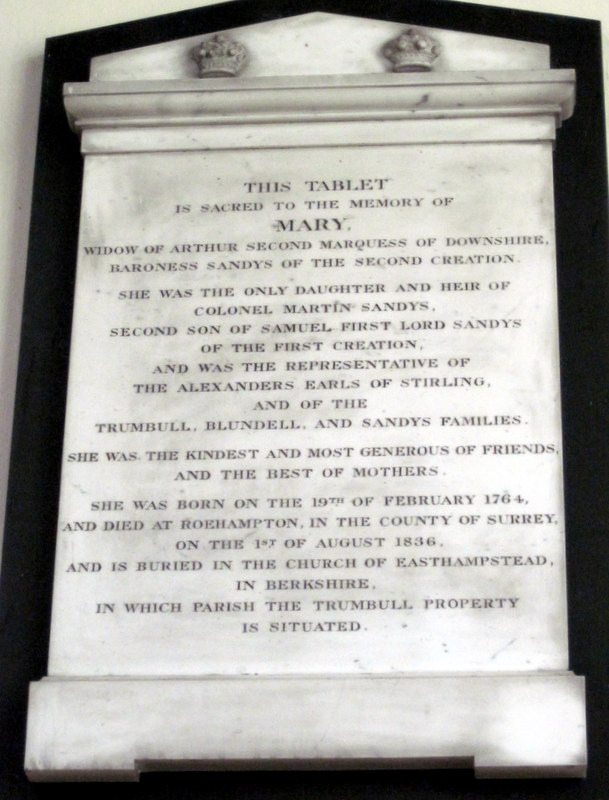 THIS TABLET
IS SACRED TO THE MEMORY OF
MARY,
WIDOW OF ARTHUR SECOND MARQUESS OF DOWNSHIRE,
BARONESS SANDYS OF THE SECOND CREATION.
SHE WAS THE ONLY DAUGHTER AND HEIR OF
COLONEL MARTIN SANDYS,
SECOND SON OF SAMUEL FIRST LORD SANDYS
OF THE FIRST CREATION,
AND WAS THE REPRESENTATIVE OF
THE ALEXANDERS EARLS OF STIRLING,
AND OF THE
TRUMBULL, BLUNDELL, AND SANDYS FAMILIES.
SHE WAS THE KINDEST AND MOST GENEROUS OF FRIENDS,
AND THE BEST OF MOTHERS.
SHE WAS BORN ON THE 19TH OF FEBRUARY 1764,
AND DIED AT ROEHAMPTON, IN THE COUNTY OF SURREY,
ON THE 1ST OF AUGUST 1836,
AND IS BURIED IN THE CHURCH OF EASTHAMPSTEAD,
IN BERKSHIRE,
IN WHICH PARISH THE TRUMBULL PROPERTY
IS SITUATED.